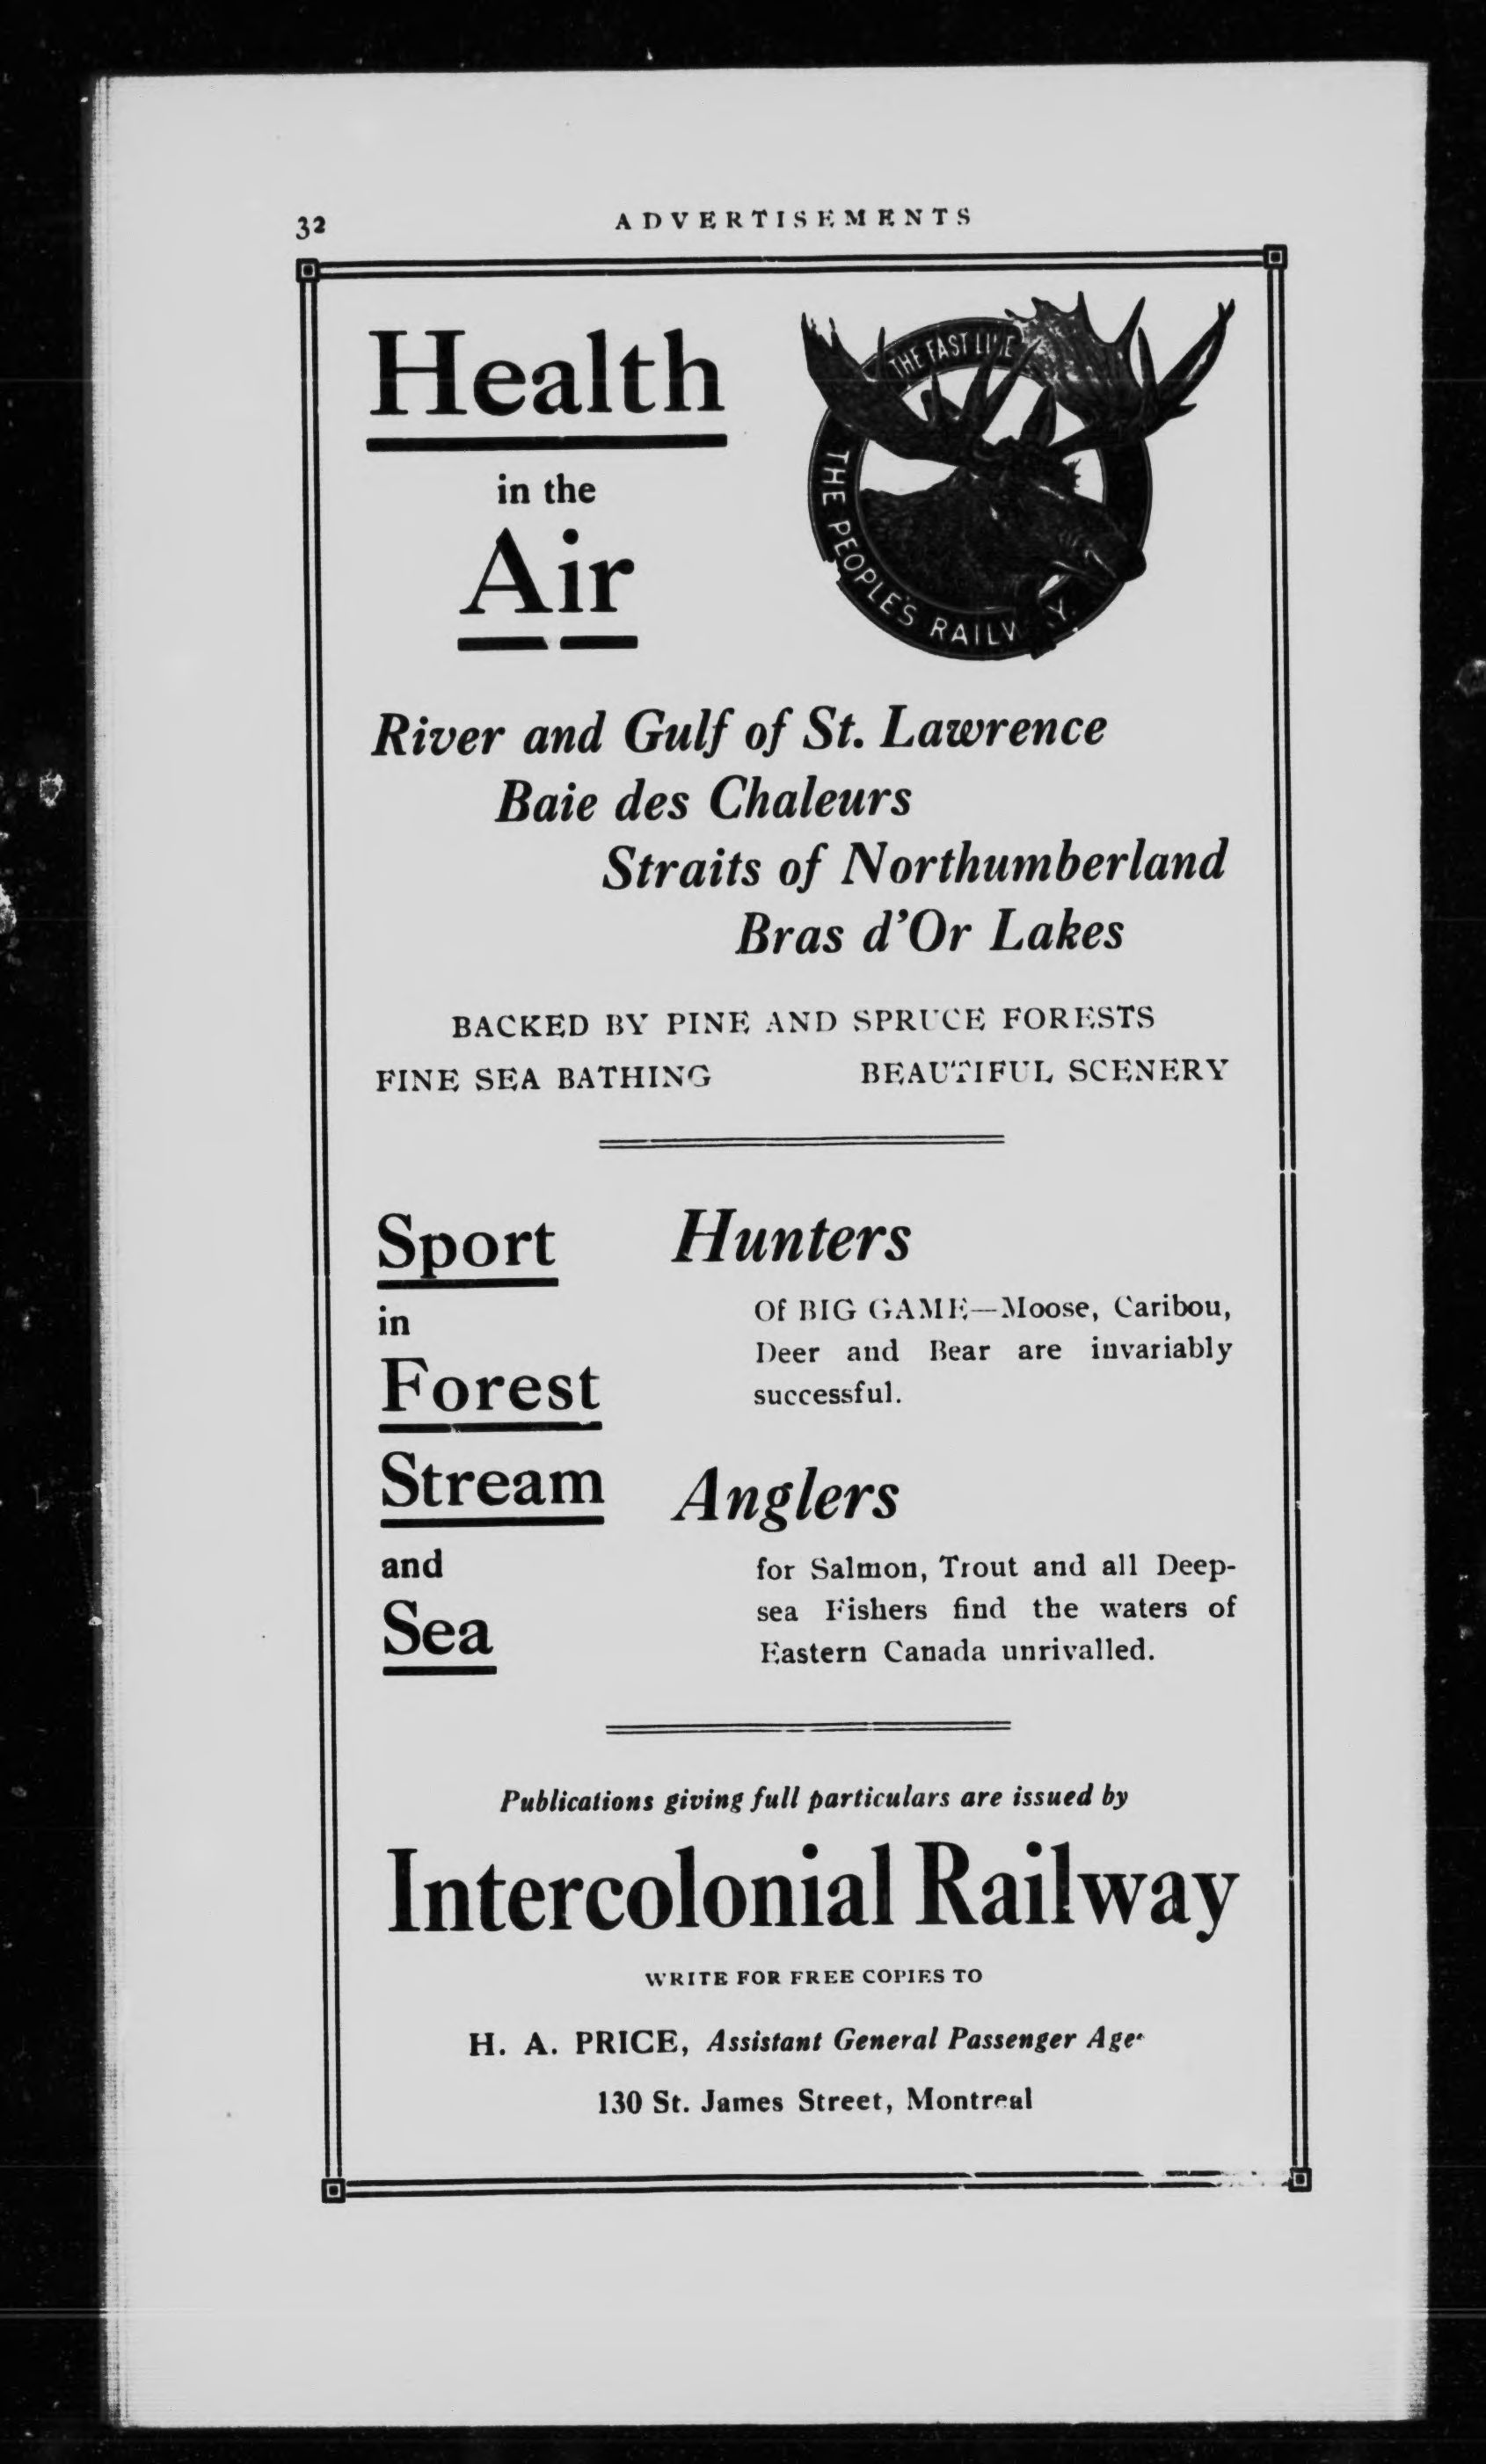 32
ADVERTISEMENTS
Health
in the
Air
THE FAST LINE
THE PEOPLE'S
River and Gulf of St. Lawrence
Baie des Chaleurs
Straits of Northumberland
Bras d'Or Lakes
BACKED BY PINE AND SPRUCE FORESTS
FINE SEA BATHING BEAUTIFUL SCENERY
Sport
in
Forest
Stream
and
Sea
Hunters
Of BIG GAME—Moose, Caribou,
Deer and Bear are invariably
successful.
Anglers
for Salmon, Trout and all Deep-
sea Fishers find the waters of
Eastern Canada unrivalled.
Publications giving full particulars are issued by
Intercolonial Railway
WRITE FOR FREE COPIES TO
H. A. PRICE, Assistant General Passenger
130 St. James Street, Montreal